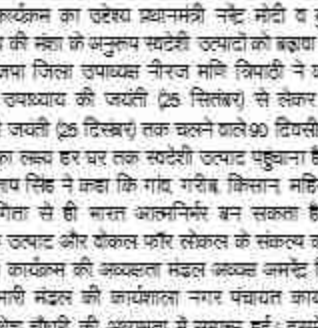 कार्यक्रम का उद्देश्य प्रधानमंत्री नरेंद्र मोदी व
की मंशा के अनुरूप स्वदेशी उत्पादों को बढ़ावा
जिला उपाध्यक्ष नीरज मणि त्रिपाठी ने
उपाध्याय की जयंती (25 सितंबर) से लेकर
जयंती (25 दिसंबर) तक चलने वाले 90 दिवसी
का लक्ष्य हर घर तक स्वदेशी उत्पाद पहुंचाना
सिंह ने कहा कि गांव, गरीब, किसान,
से ही भारत आत्मनिर्भर बन सकता
उत्पाद और वोकल फॉर लोकल के संकल्प
कार्यक्रम की अध्यक्षता मंडल अध्यक्ष
मंडल की कार्यशाला नगर पंचायत